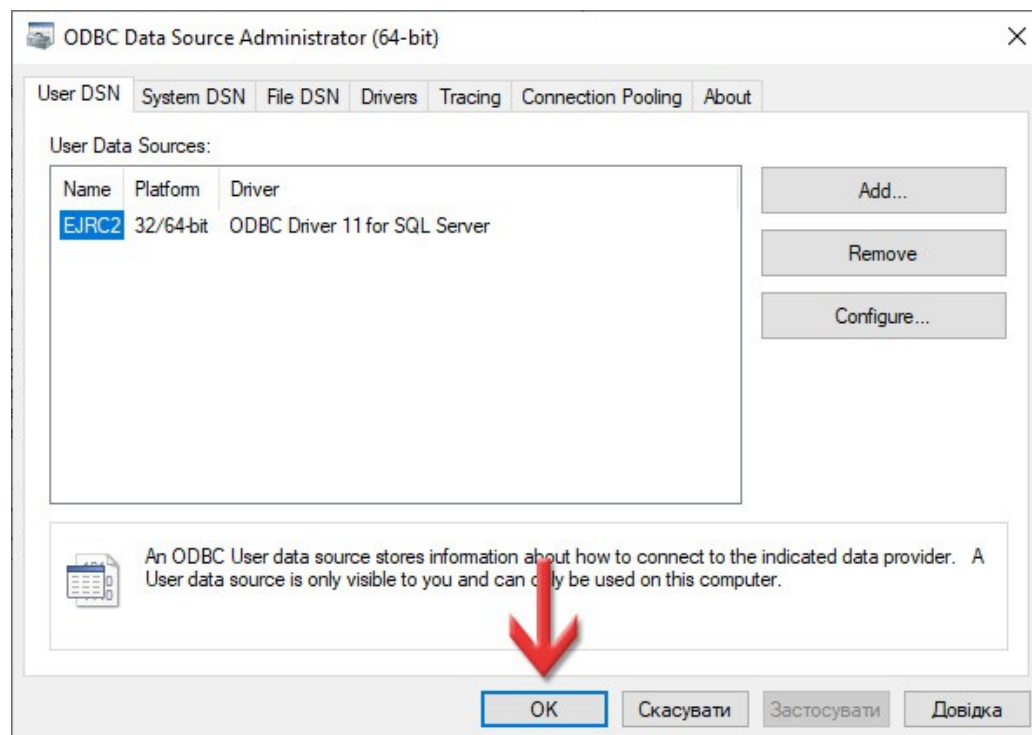 ODBC Data Source Administrator (64-bit)
User DSN System DSN File DSN Drivers Tracing Connection Pooling About
User Data Sources:
Name Platform Driver
EJRC2 32/64-bit ODBC Driver 11 for SQL Server
Add...
Remove
Configure...
An ODBC User data source stores information about how to connect to the indicated data provider. A
User data source is only visible to you and can only be used on this computer.
OK Скасувати Застосувати Довідка